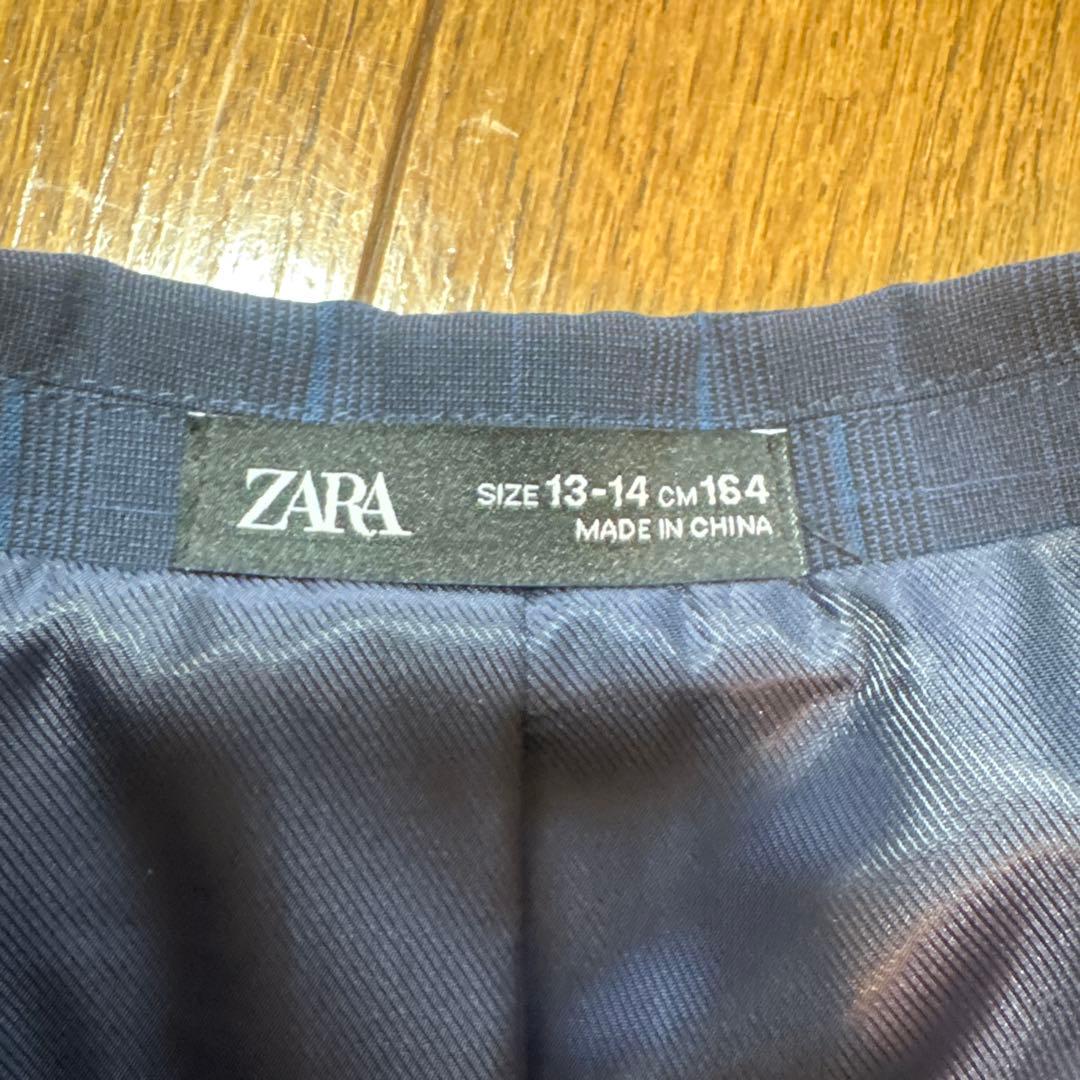 ZARA
SIZE 13-14 CM 164
MADE IN CHINA